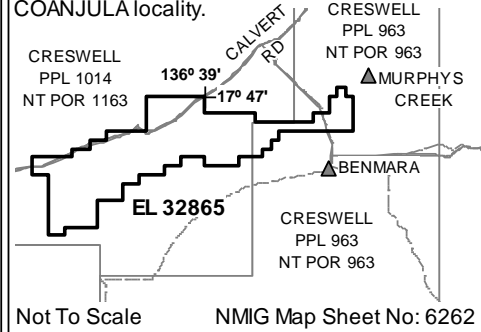 COANJULA locality.
CRESWELL
PPL 963
NT POR 963
CALVERT
RD
CRESWELL
PPL 1014
NT POR 1163
136º 39'
17º 47'
MURPHYS
CREEK
BENMARA
EL 32865
CRESWELL
PPL 963
NT POR 963
Not To Scale
NMIG Map Sheet No: 6262